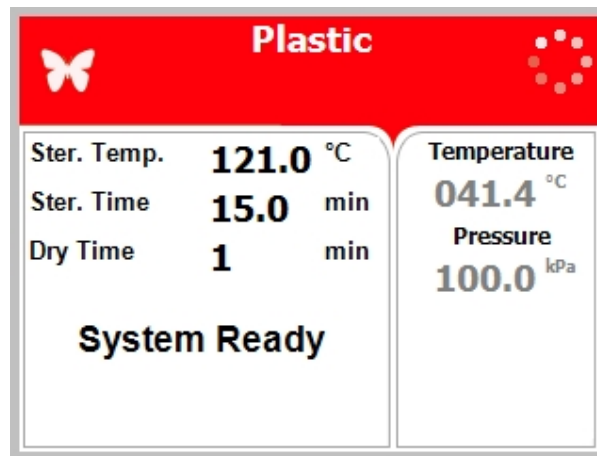 Plastic
Ster. Temp. 121.0 °C
Ster. Time 15.0 min
Dry Time 1 min
System Ready
Temperature
041.4 °C
Pressure
100.0 kPa